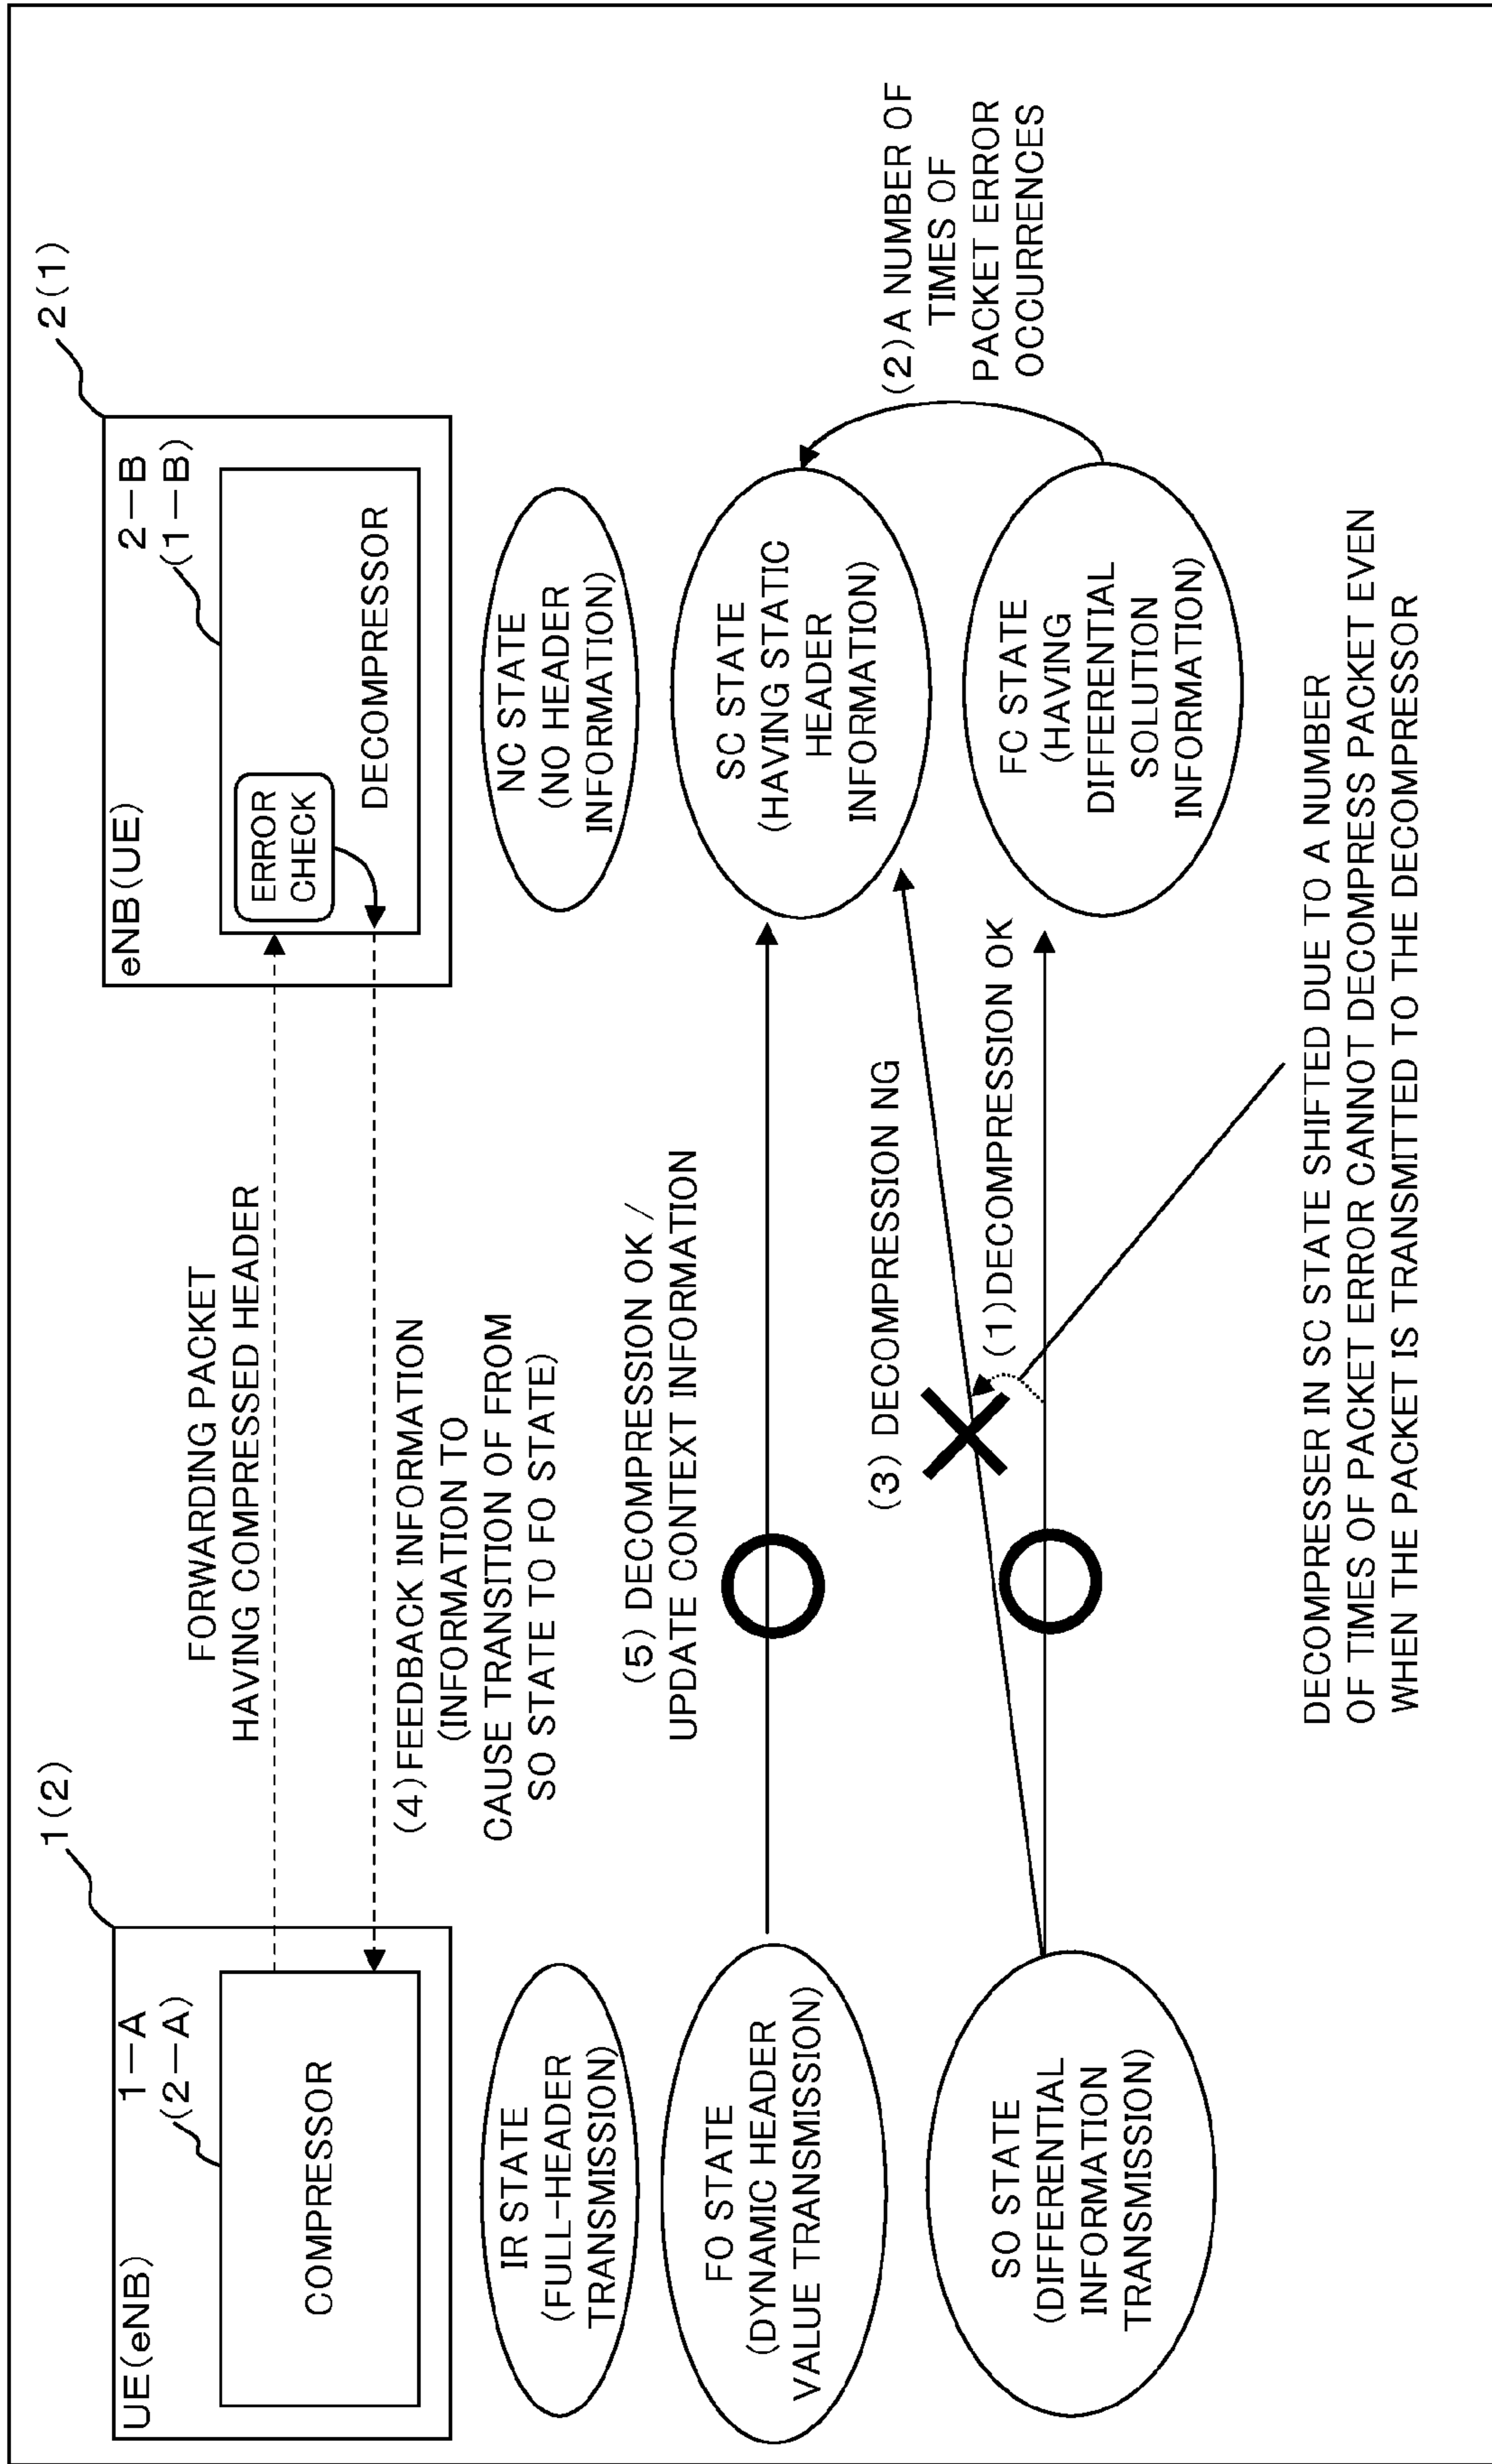 UE(eNB)
1-A
(2-A)
COMPRESSOR
1(2)
FORWARDING PACKET
HAVING COMPRESSED HEADER
(4)FEEDBACK INFORMATION
(INFORMATION TO
CAUSE TRANSITION OF FROM
SO STATE TO FO STATE)
eNB(UE)
2-B
(1-B)
2(1)
ERROR
CHECK
DECOMPRESSOR
IR STATE
(FULL-HEADER
TRANSMISSION)
NC STATE
(NO HEADER
INFORMATION)
FO STATE
(DYNAMIC HEADER
VALUE TRANSMISSION)
(5) DECOMPRESSION OK /
UPDATE CONTEXT INFORMATION
SC STATE
(HAVING STATIC
HEADER
INFORMATION)
(2)A NUMBER OF
TIMES OF
PACKET ERROR
OCCURRENCES
(3) DECOMPRESSION NG
(1)DECOMPRESSION OK
SO STATE
(DIFFERENTIAL
INFORMATION
TRANSMISSION)
FC STATE
(HAVING
DIFFERENTIAL
SOLUTION
INFORMATION)
DECOMPRESSER IN SC STATE SHIFTED DUE TO A NUMBER
OF TIMES OF PACKET ERROR CANNOT DECOMPRESS PACKET EVEN
WHEN THE PACKET IS TRANSMITTED TO THE DECOMPRESSOR